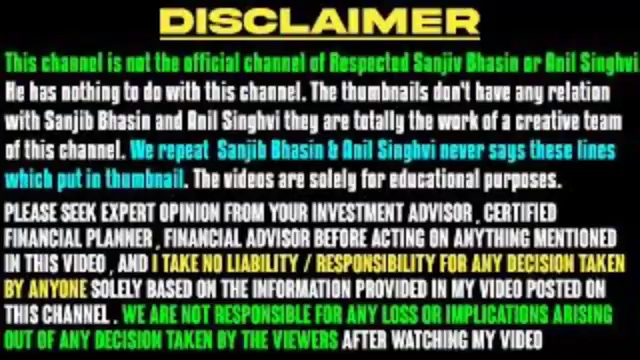 DISCLAIMER
This channel is not the official channel of Respected Sanjiv Bhasin or Anil Singhvi
He has nothing to do with this channel. The thumbnails don't have any relation
with Sanjib Bhasin and Anil Singhvi they are totally the work of a creative team
of this channel. We repeat Sanjib Bhasin & Anil Singhvi never says these lines
which put in thumbnail. The videos are solely for educational purposes.
PLEASE SEEK EXPERT OPINION FROM YOUR INVESTMENT ADVISOR , CERTIFIED
FINANCIAL PLANNER , FINANCIAL ADVISOR BEFORE ACTING ON ANYTHING MENTIONED
IN THIS VIDEO , AND I TAKE NO LIABILITY / RESPONSIBILITY FOR ANY DECISION TAKEN
BY ANYONE SOLELY BASED ON THE INFORMATION PROVIDED IN MY VIDEO POSTED ON
THIS CHANNEL . WE ARE NOT RESPONSIBLE FOR ANY LOSS OR IMPLICATIONS ARISING
OUT OF ANY DECISION TAKEN BY THE VIEWERS AFTER WATCHING MY VIDEO